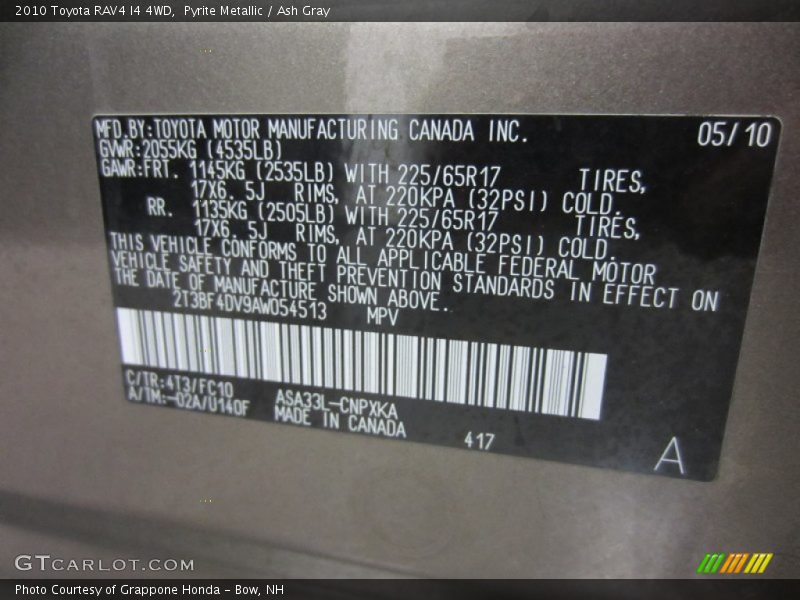 2010 Toyota RAV4 I4 4WD, Pyrite Metallic / Ash Gray
MFD.BY:TOYOTA MOTOR MANUFACTURING CANADA INC. 05/10
GVWR:2055KG (4535LB)
GAWR:FRT. 1145KG (2535LB) WITH 225/65R17 TIRES,
17X6.5J RIMS, AT 220KPA (32PSI) COLD.
RR. 1135KG (2505LB) WITH 225/65R17 TIRES,
17X6.5J RIMS, AT 220KPA (32PSI) COLD.
THIS VEHICLE CONFORMS TO ALL APPLICABLE FEDERAL MOTOR
VEHICLE SAFETY AND THEFT PREVENTION STANDARDS IN EFFECT ON
THE DATE OF MANUFACTURE SHOWN ABOVE.
2T3BF4DV9AW054513 MPV
C/TR:4T3/FC10
A/TM:-02A/U140F
ASA33L-CNPXKA
MADE IN CANADA
417
A
GTCARLOT.COM
Photo Courtesy of Grappone Honda - Bow, NH